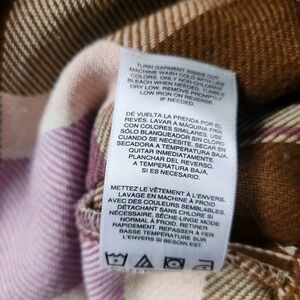 TURN GARMENT INSIDE OUT
MACHINE WASH COLD WITH LIKE
COLORS, ONLY NON-CHLORINE
BLEACH WHEN NEEDED. TUMBLE
DRY LOW. REMOVE PROMPTLY.
LOW IRON ON REVERSE
IF NEEDED.
DE VUELTA LA PRENDA POR EL
REVÉS. LAVAR A MÁQUINA FRÍA
CON COLORES SIMILARES. USE
SÓLO BLANQUEADOR SIN CLORO
CUANDO SE NECESITE. SECAR EN
SECADORA A TEMPERATURA BAJA.
QUITAR INMEDIATAMENTE.
PLANCHAR DEL REVERSO,
A TEMPERATURA BAJA,
SI ES NECESARIO.
METTEZ LE VÊTEMENT À L'ENVERS.
LAVAGE EN MACHINE À FROID
AVEC DES COULEURS SEMBLABLES.
JAVELLISANT SANS CHLORE SI
NÉCESSAIRE. SÈCHE-LINGE MODE
NORMAL À FROID. RETIRER
RAPIDEMENT. REPASSER À FER
L'ENVERS SI BESOIN EST.